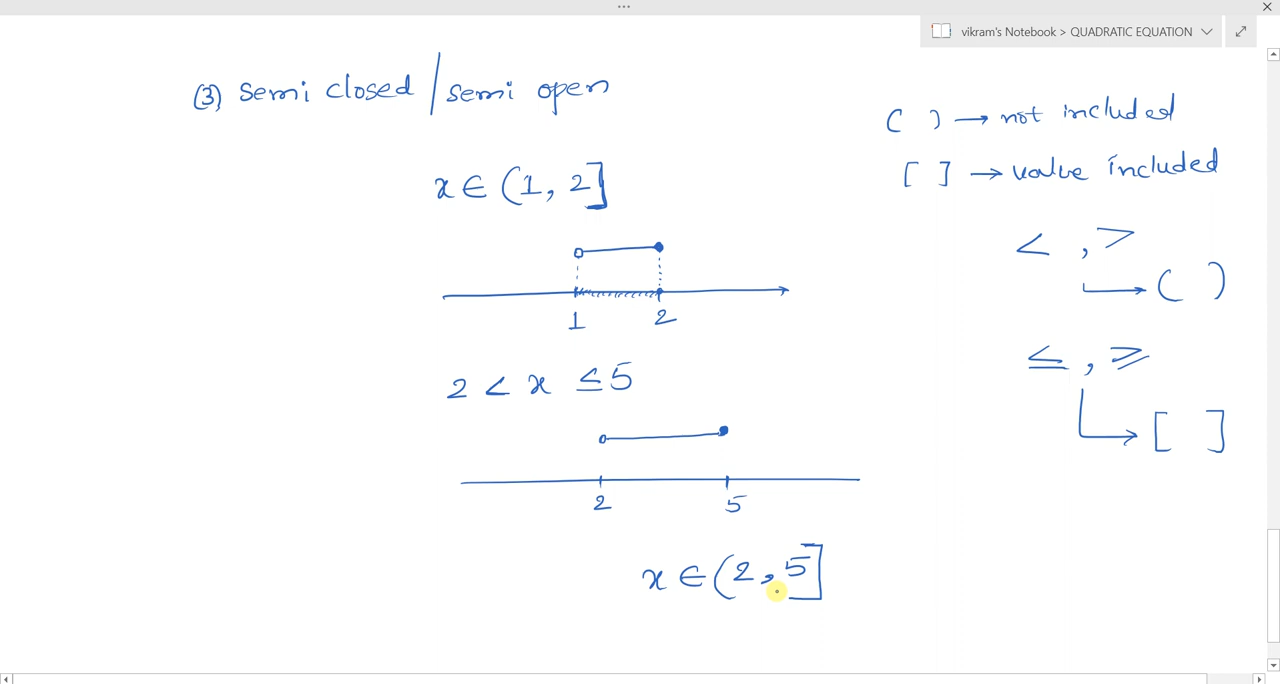 vikram's Notebook > QUADRATIC EQUATION
(3) semi closed / semi open
( ) → not included
[ ] → value included
x ∈ (1, 2]
< , >
→ ( )
1 2
≤ , ≥
→ [ ]
2 < x ≤ 5
2 5
x ∈ (2, 5]